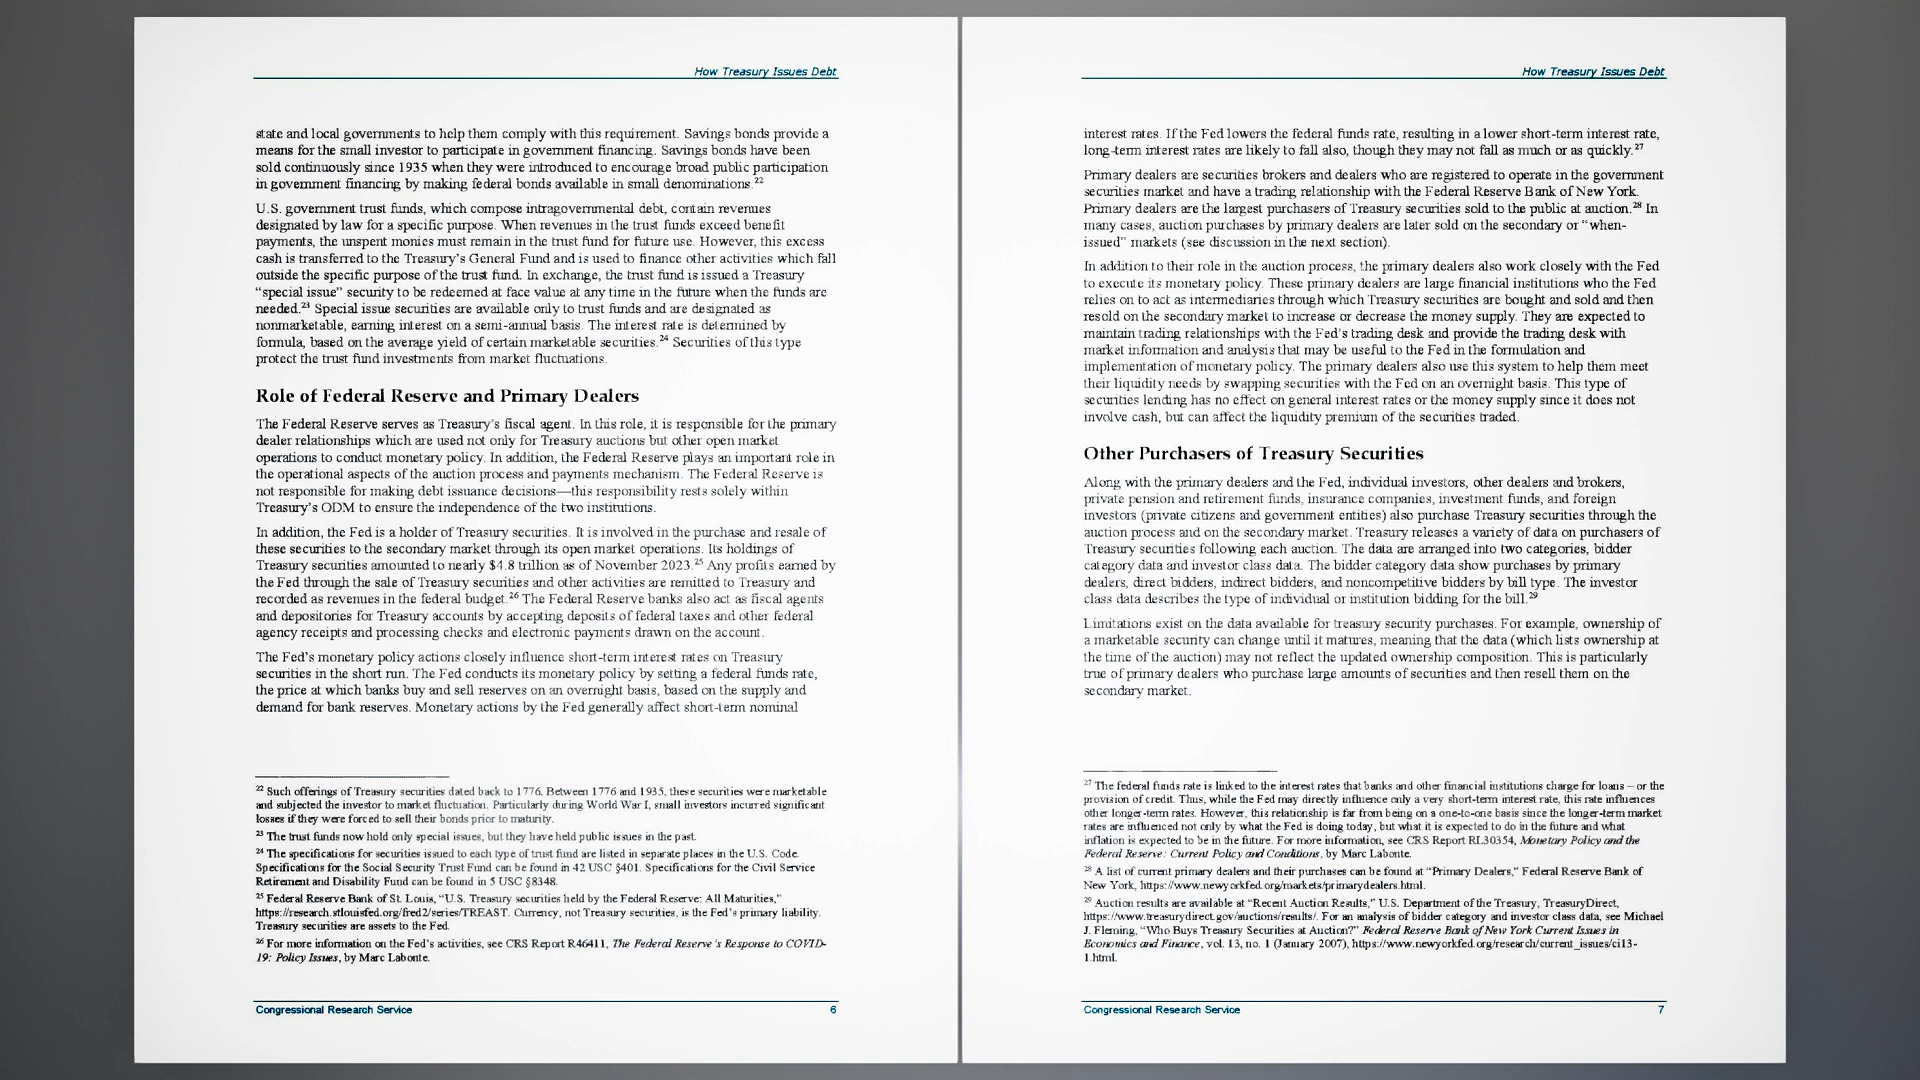 How Treasury Issues Debt
state and local governments to help them comply with this requirement. Savings bonds provide a
means for the small investor to participate in government financing. Savings bonds have been
sold continuously since 1935 when they were introduced to encourage broad public participation
in government financing by making federal bonds available in small denominations.²²
U.S. government trust funds, which compose intragovernmental debt, contain revenues
designated by law for a specific purpose. When revenues in the trust funds exceed benefit
payments, the unspent monies must remain in the trust fund for future use. However, this excess
cash is transferred to the Treasury's General Fund and is used to finance other activities which fall
outside the specific purpose of the trust fund. In exchange, the trust fund is issued a Treasury
“special issue” security to be redeemed at face value at any time in the future when the funds are
needed.²³ Special issue securities are available only to trust funds and are designated as
nonmarketable, earning interest on a semi-annual basis. The interest rate is determined by
formula, based on the average yield of certain marketable securities.²⁴ Securities of this type
protect the trust fund investments from market fluctuations.
Role of Federal Reserve and Primary Dealers
The Federal Reserve serves as Treasury's fiscal agent. In this role, it is responsible for the primary
dealer relationships which are used not only for Treasury auctions but other open market
operations to conduct monetary policy. In addition, the Federal Reserve plays an important role in
the operational aspects of the auction process and payments mechanism. The Federal Reserve is
not responsible for making debt issuance decisions—this responsibility rests solely within
Treasury's ODM to ensure the independence of the two institutions.
In addition, the Fed is a holder of Treasury securities. It is involved in the purchase and resale of
these securities to the secondary market through its open market operations. Its holdings of
Treasury securities amounted to nearly $4.8 trillion as of November 2023.²⁵ Any profits earned by
the Fed through the sale of Treasury securities and other activities are remitted to Treasury and
recorded as revenues in the federal budget.²⁶ The Federal Reserve banks also act as fiscal agents
and depositories for Treasury accounts by accepting deposits of federal taxes and other federal
agency receipts and processing checks and electronic payments drawn on the account.
The Fed's monetary policy actions closely influence short-term interest rates on Treasury
securities in the short run. The Fed conducts its monetary policy by setting a federal funds rate,
the price at which banks buy and sell reserves on an overnight basis, based on the supply and
demand for bank reserves. Monetary actions by the Fed generally affect short-term nominal
²² Such offerings of Treasury securities dated back to 1776. Between 1776 and 1935, these securities were marketable
and subjected the investor to market fluctuation. Particularly during World War I, small investors incurred significant
losses if they were forced to sell their bonds prior to maturity.
²³ The trust funds now hold only special issues, but they have held public issues in the past.
²⁴ The specifications for securities issued to each type of trust fund are listed in separate places in the U.S. Code.
Specifications for the Social Security Trust Fund can be found in 42 USC §401. Specifications for the Civil Service
Retirement and Disability Fund can be found in 5 USC §8348.
²⁵ Federal Reserve Bank of St. Louis, “U.S. Treasury securities held by the Federal Reserve: All Maturities,”
https://research.stlouisfed.org/fred2/series/TREAST. Currency, not Treasury securities, is the Fed's primary liability.
Treasury securities are assets to the Fed.
²⁶ For more information on the Fed's activities, see CRS Report R46411, The Federal Reserve's Response to COVID-
19: Policy Issues, by Marc Labonte.
Congressional Research Service
6
How Treasury Issues Debt
interest rates. If the Fed lowers the federal funds rate, resulting in a lower short-term interest rate,
long-term interest rates are likely to fall also, though they may not fall as much or as quickly.²⁷
Primary dealers are securities brokers and dealers who are registered to operate in the government
securities market and have a trading relationship with the Federal Reserve Bank of New York.
Primary dealers are the largest purchasers of Treasury securities sold to the public at auction.²⁸ In
many cases, auction purchases by primary dealers are later sold on the secondary or “when-
issued” markets (see discussion in the next section).
In addition to their role in the auction process, the primary dealers also work closely with the Fed
to execute its monetary policy. These primary dealers are large financial institutions who the Fed
relies on to act as intermediaries through which Treasury securities are bought and sold and then
resold on the secondary market to increase or decrease the money supply. They are expected to
maintain trading relationships with the Fed's trading desk and provide the trading desk with
market information and analysis that may be useful to the Fed in the formulation and
implementation of monetary policy. The primary dealers also use this system to help them meet
their liquidity needs by swapping securities with the Fed on an overnight basis. This type of
securities lending has no effect on general interest rates or the money supply since it does not
involve cash, but can affect the liquidity premium of the securities traded.
Other Purchasers of Treasury Securities
Along with the primary dealers and the Fed, individual investors, other dealers and brokers,
private pension and retirement funds, insurance companies, investment funds, and foreign
investors (private citizens and government entities) also purchase Treasury securities through the
auction process and on the secondary market. Treasury releases a variety of data on purchasers of
Treasury securities following each auction. The data are arranged into two categories, bidder
category data and investor class data. The bidder category data show purchases by primary
dealers, direct bidders, indirect bidders, and noncompetitive bidders by bill type. The investor
class data describes the type of individual or institution bidding for the bill.²⁹
Limitations exist on the data available for treasury security purchases. For example, ownership of
a marketable security can change until it matures, meaning that the data (which lists ownership at
the time of the auction) may not reflect the updated ownership composition. This is particularly
true of primary dealers who purchase large amounts of securities and then resell them on the
secondary market.
²⁷ The federal funds rate is linked to the interest rates that banks and other financial institutions charge for loans – or the
provision of credit. Thus, while the Fed may directly influence only a very short-term interest rate, this rate influences
other longer-term rates. However, this relationship is far from being on a one-to-one basis since the longer-term market
rates are influenced not only by what the Fed is doing today, but what it is expected to do in the future and what
inflation is expected to be in the future. For more information, see CRS Report RL30354, Monetary Policy and the
Federal Reserve: Current Policy and Conditions, by Marc Labonte.
²⁸ A list of current primary dealers and their purchases can be found at “Primary Dealers,” Federal Reserve Bank of
New York, https://www.newyorkfed.org/markets/primarydealers.html.
²⁹ Auction results are available at “Recent Auction Results,” U.S. Department of the Treasury, TreasuryDirect,
https://www.treasurydirect.gov/auctions/results/. For an analysis of bidder category and investor class data, see Michael
J. Fleming, “Who Buys Treasury Securities at Auction?” Federal Reserve Bank of New York Current Issues in
Economics and Finance, vol. 13, no. 1 (January 2007), https://www.newyorkfed.org/research/current_issues/ci13-
1.html.
Congressional Research Service
7